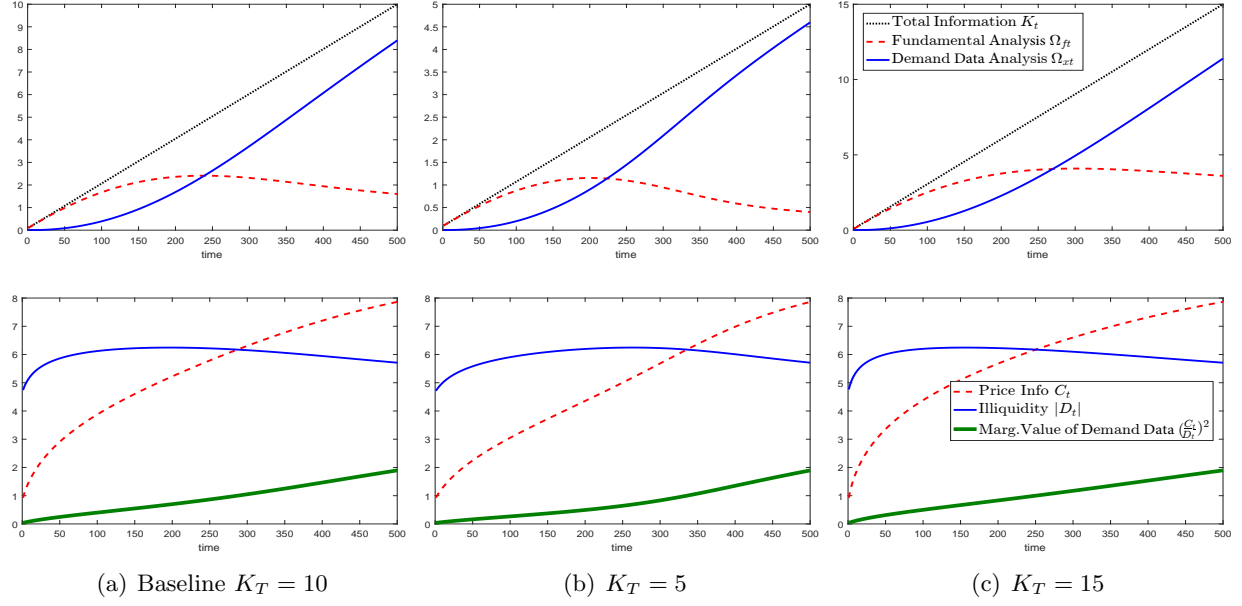 10
9
8
7
6
5
4
3
2
1
0
0 50 100 150 200 250 300 350 400 450 500
time
5
4.5
4
3.5
3
2.5
2
1.5
1
0.5
0
0 50 100 150 200 250 300 350 400 450 500
time
15
10
5
0
0 50 100 150 200 250 300 350 400 450 500
time
Total Information $K_t$
Fundamental Analysis $\Omega_{ft}$
Demand Data Analysis $\Omega_{xt}$
8
7
6
5
4
3
2
1
0
0 50 100 150 200 250 300 350 400 450 500
time
8
7
6
5
4
3
2
1
0
0 50 100 150 200 250 300 350 400 450 500
time
8
7
6
5
4
3
2
1
0
0 50 100 150 200 250 300 350 400 450 500
time
Price Info $C_t$
Illiquidity $|D_t|$
Marg.Value of Demand Data $(\frac{C_t}{D_t})^2$
(a) Baseline $K_T = 10$
(b) $K_T = 5$
(c) $K_T = 15$